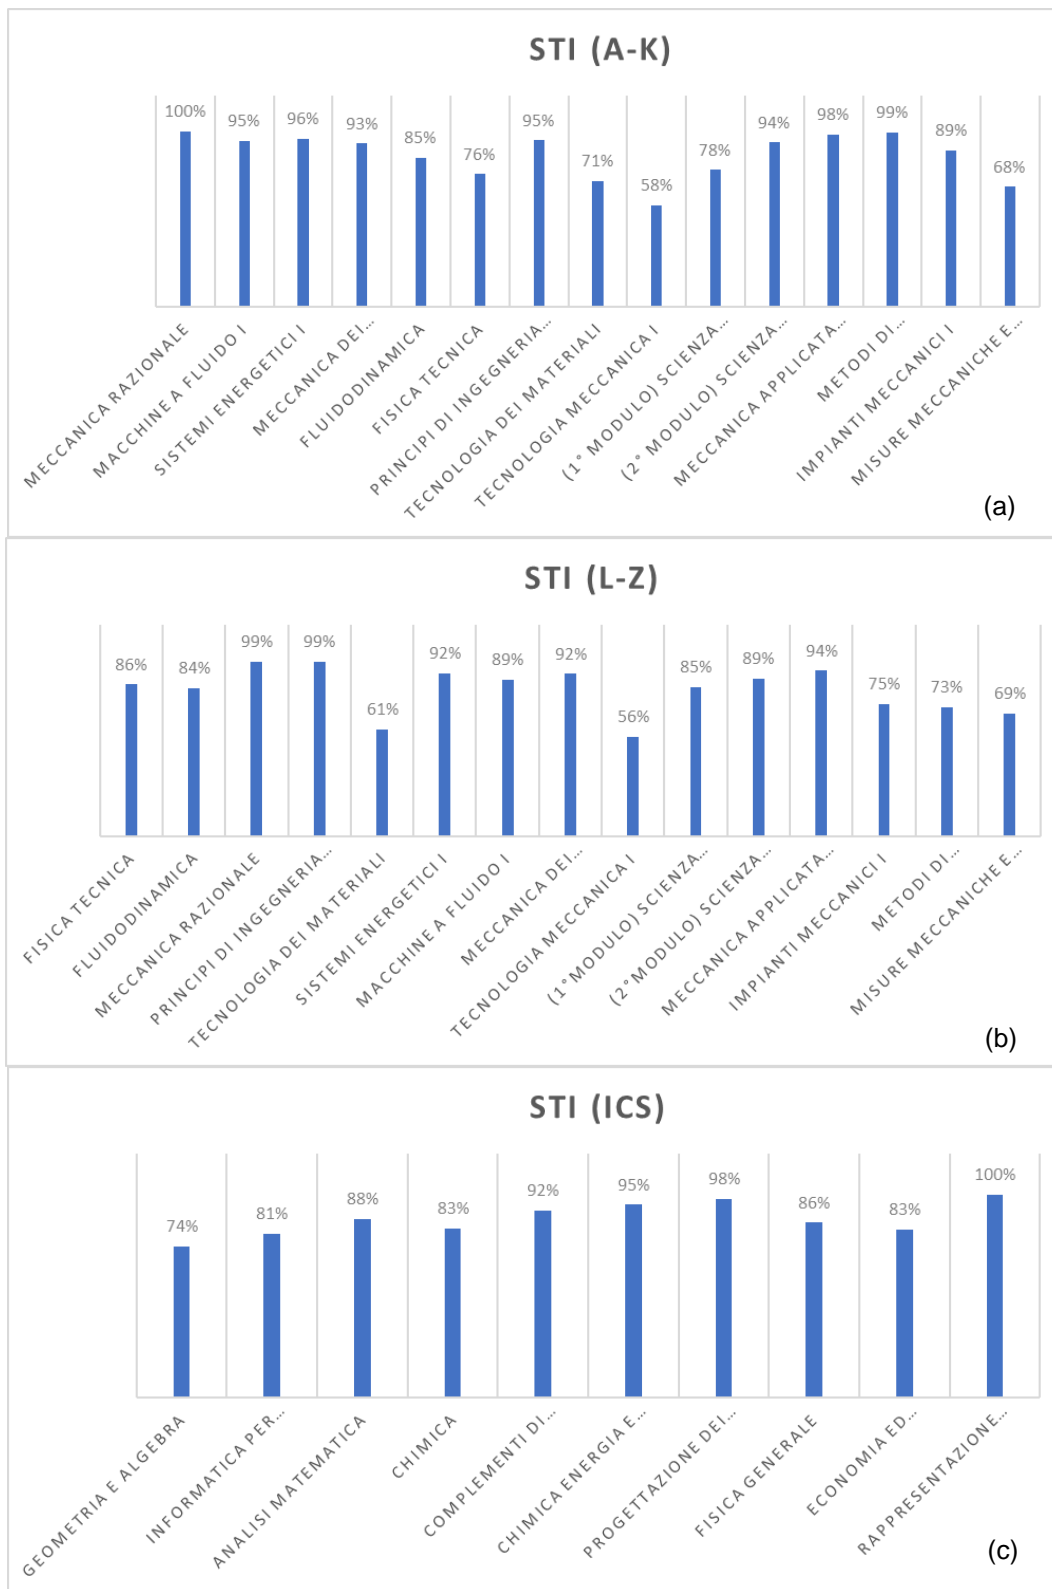 STI (A-K)
100%
95%
96%
93%
85%
76%
95%
71%
58%
78%
94%
98%
99%
89%
68%
MECCANICA RAZIONALE
MACCHINE A FLUIDO I
SISTEMI ENERGETICI I
MECCANICA DEI…
FLUIDODINAMICA
FISICA TECNICA
PRINCIPI DI INGEGNERIA…
TECNOLOGIA DEI MATERIALI
TECNOLOGIA MECCANICA I
(1° MODULO) SCIENZA…
(2° MODULO) SCIENZA…
MECCANICA APPLICATA…
METODI DI…
IMPIANTI MECCANICI I
MISURE MECCANICHE E…
(a)
STI (L-Z)
86%
84%
99%
99%
61%
92%
89%
92%
56%
85%
89%
94%
75%
73%
69%
FISICA TECNICA
FLUIDODINAMICA
MECCANICA RAZIONALE
PRINCIPI DI INGEGNERIA…
TECNOLOGIA DEI MATERIALI
SISTEMI ENERGETICI I
MACCHINE A FLUIDO I
MECCANICA DEI…
TECNOLOGIA MECCANICA I
(1°MODULO) SCIENZA…
(2°MODULO) SCIENZA…
MECCANICA APPLICATA…
IMPIANTI MECCANICI I
METODI DI…
MISURE MECCANICHE E…
(b)
STI (ICS)
74%
81%
88%
83%
92%
95%
98%
86%
83%
100%
GEOMETRIA E ALGEBRA
INFORMATICA PER…
ANALISI MATEMATICA
CHIMICA
COMPLEMENTI DI…
CHIMICA ENERGIA E…
PROGETTAZIONE DEI…
FISICA GENERALE
ECONOMIA ED…
RAPPRESENTAZIONE…
(c)